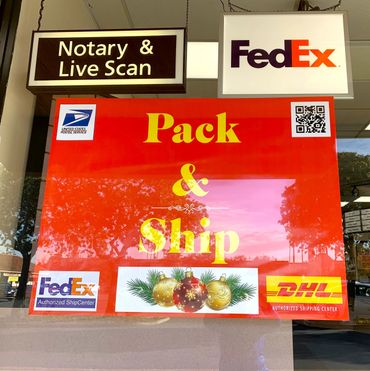 Notary &
Live Scan
FedEx
UNITED STATES
POSTAL SERVICE
Pack
&
Ship
FedEx
Authorized ShipCenter
DHL
AUTHORIZED SHIPPING CENTER